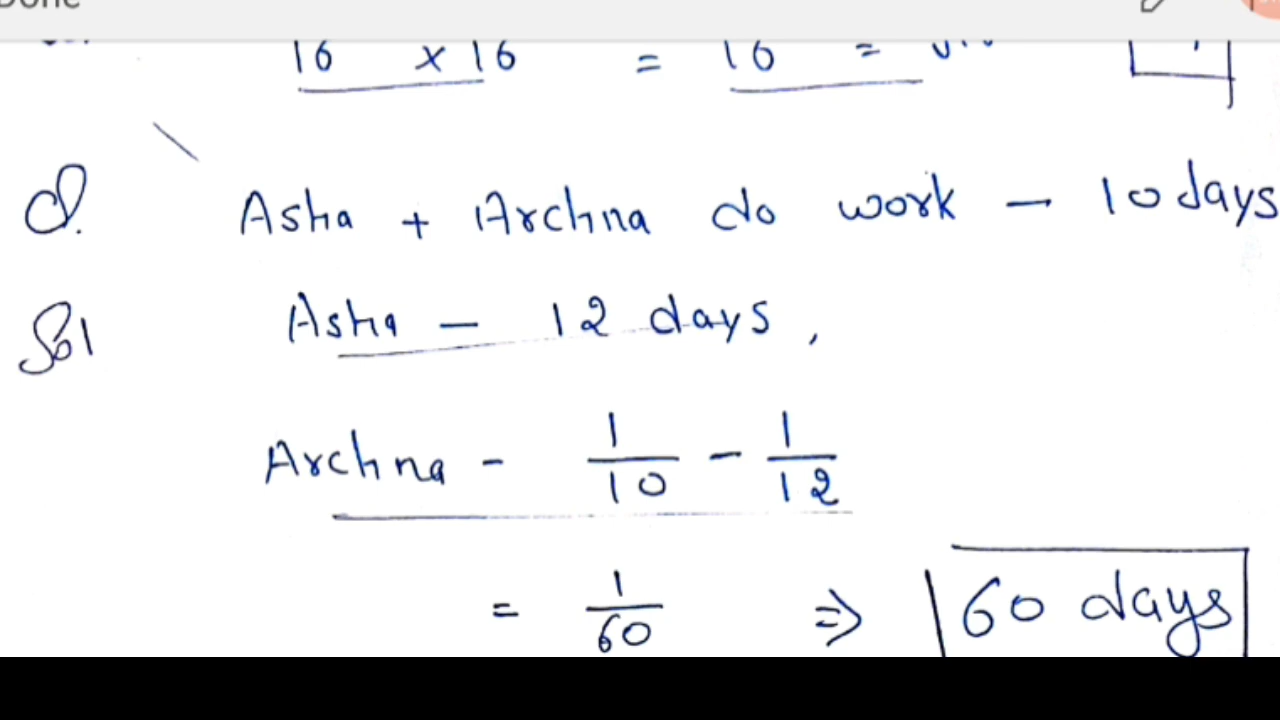 Done
16 x 16 = 16 =
Q. Asha + Archna do work - 10 days
Sol Asha - 12 days,
Archna - 1/10 - 1/12
= 1/60 ⇒ 60 days